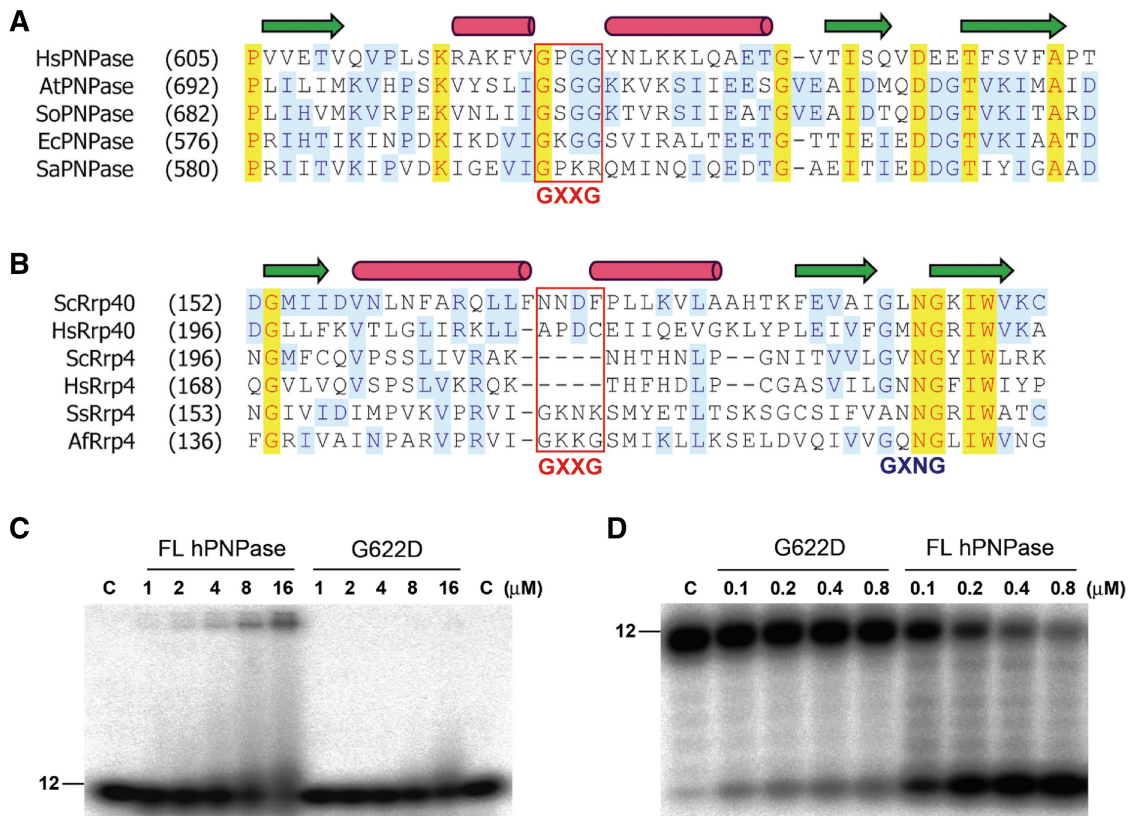 A
HsPNPase (605) PVVETVQVPLSKRAKFVGPGGYNLKKLQAETG-VTISQVDEETFSVFAPT
AtPNPase (692) PLILIMKVHPSKVYSLIGSGGKKVKSIIEESGVEAIDMQDDGTVKIMAID
SoPNPase (682) PLIHVMKVRPEKVNLIIGSGGKTVRSIIEATGVEAIDTQDDGTVKITARD
EcPNPase (576) PRIHTIKINPDKIKDVIGKGGSVIRALTEETG-TTIEIEDDGTVKIAATD
SaPNPase (580) PRIITVKIPVDKIGEVIGPKRQMINQIQEDTG-AEITIEDDGTIYIGAAD
GXXG
B
ScRrp40 (152) DGMIIDVNLNFARQLLFNNDFPLLKVLAAHTKFEVAIGLNGKIWVKC
HsRrp40 (196) DGLLFKVTLGLIRKLL-APDCEIIQEVGKLYPLEIVFGMNGRIWVKA
ScRrp4 (196) NGMFCQVPSSLIVRAK-----NHTHNLP--GNITVVLGVNGYIWLRK
HsRrp4 (168) QGVLVQVSPSLVKRQK-----THFHDLP--CGASVILGNNGFIWIYP
SsRrp4 (153) NGIVIDIMPVKVPRVI-GKNKSMYETLTSKSGCSIFVANNGRIWATC
AfRrp4 (136) FGRIVAINPARVPRVI-GKKGSMIKLLKSELDVQIVVGQNGLIWVNG
GXXG GXNG
C
FL hPNPase G622D
C 1 2 4 8 16 1 2 4 8 16 C (μM)
12
D
G622D FL hPNPase
C 0.1 0.2 0.4 0.8 0.1 0.2 0.4 0.8 (μM)
12